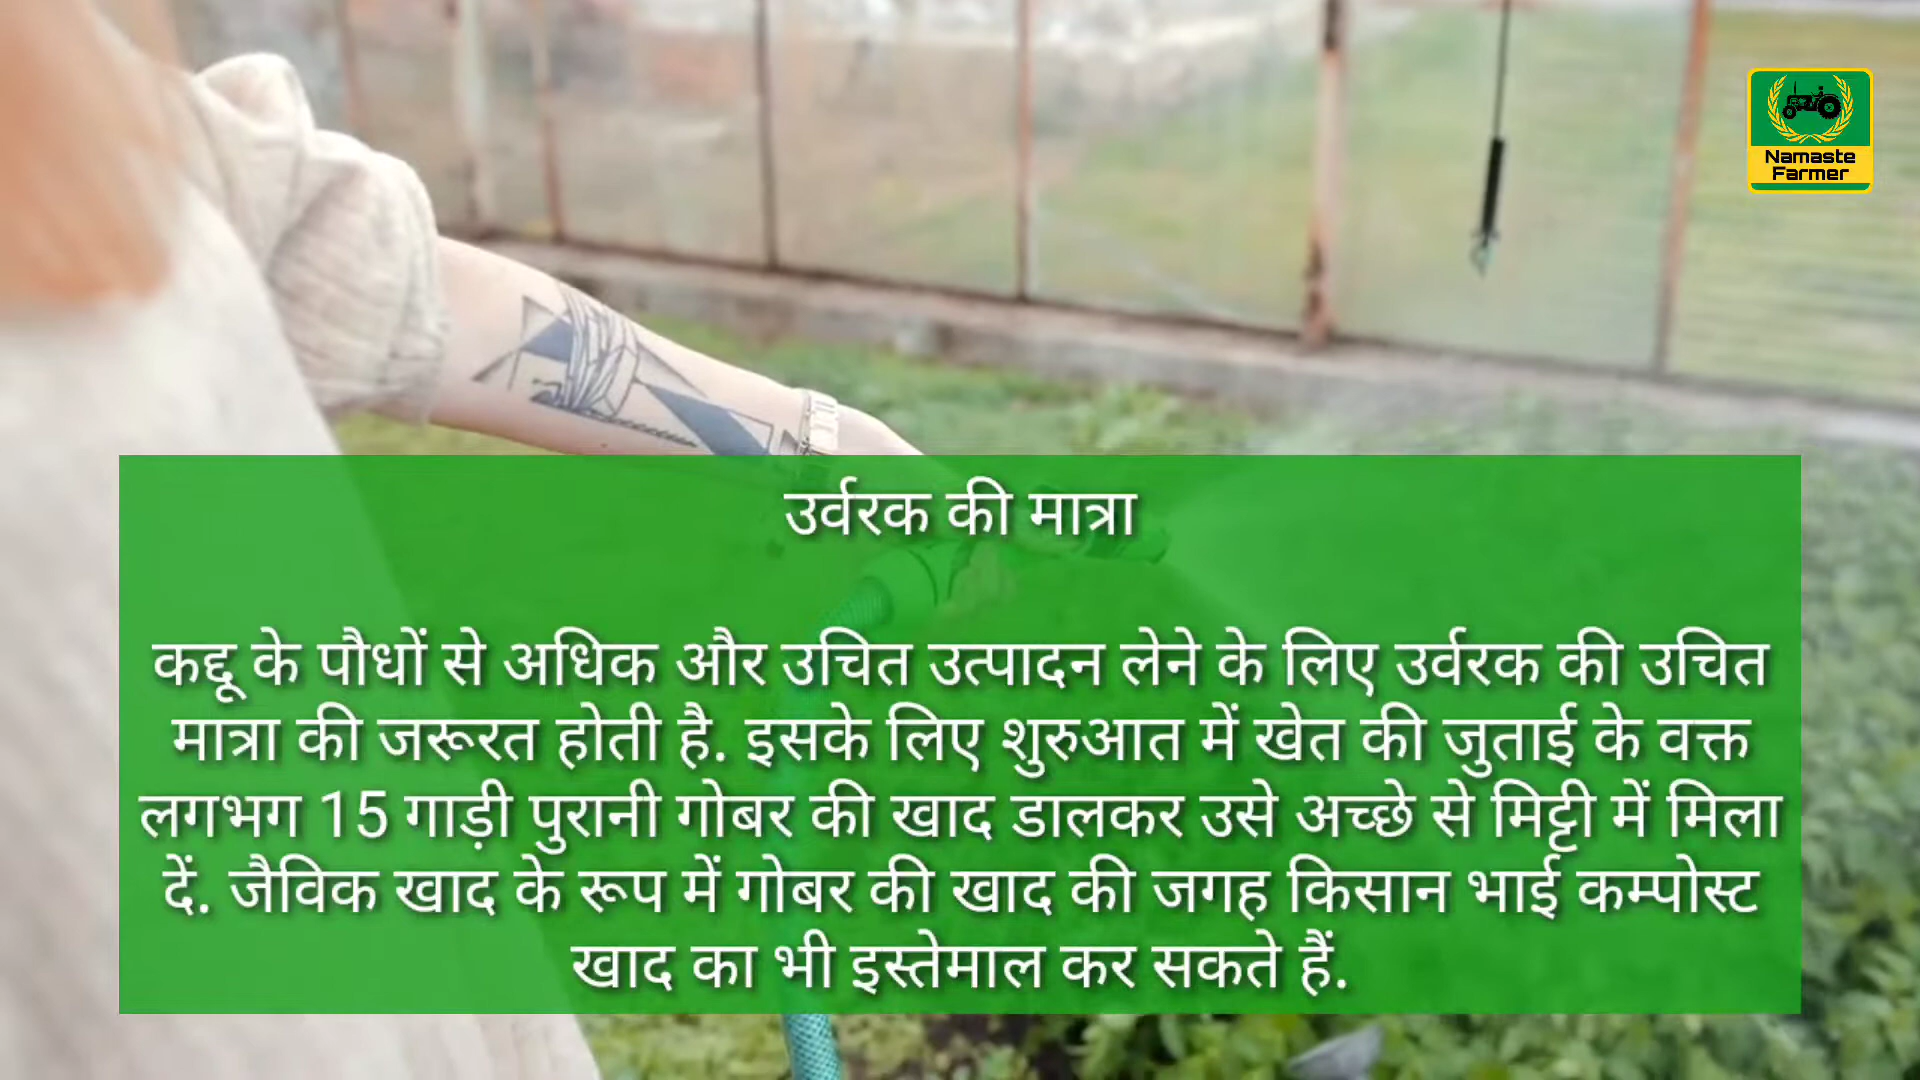 Namaste
Farmer
उर्वरक की मात्रा
कद्दू के पौधों से अधिक और उचित उत्पादन लेने के लिए उर्वरक की उचित
मात्रा की जरूरत होती है. इसके लिए शुरुआत में खेत की जुताई के वक्त
लगभग 15 गाड़ी पुरानी गोबर की खाद डालकर उसे अच्छे से मिट्टी में मिला
दें. जैविक खाद के रूप में गोबर की खाद की जगह किसान भाई कम्पोस्ट
खाद का भी इस्तेमाल कर सकते हैं.